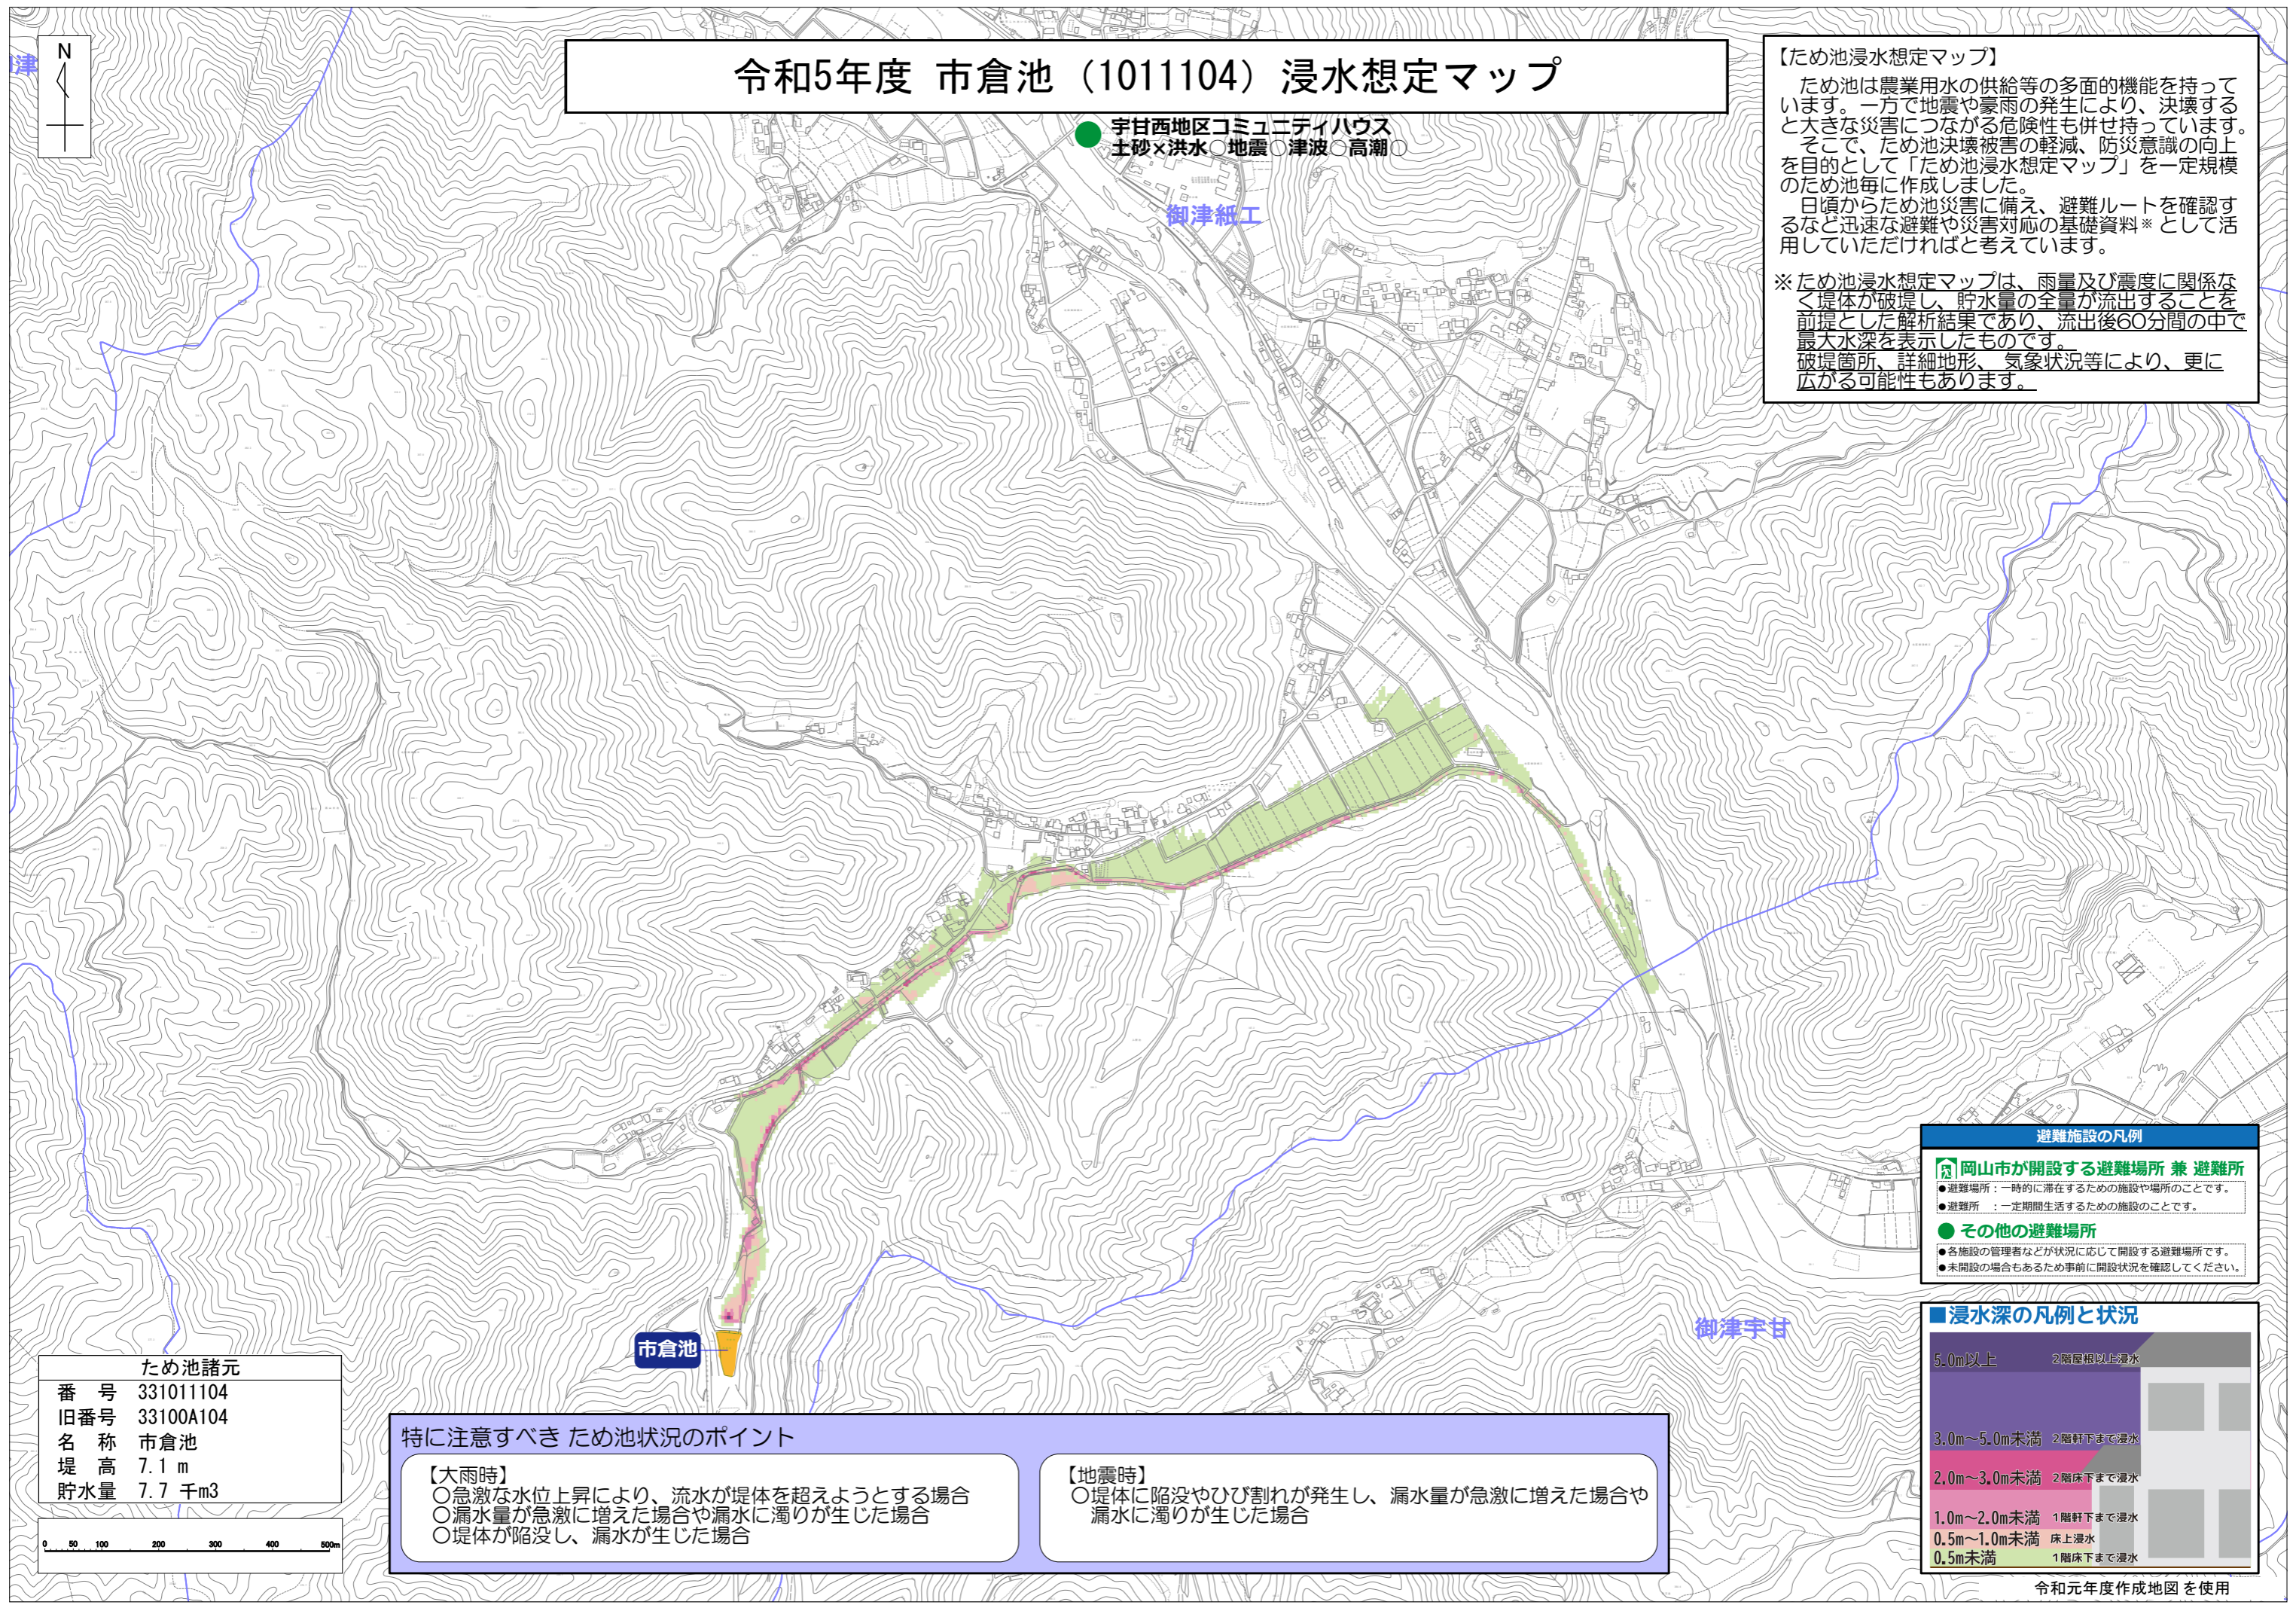 令和5年度 市倉池（1011104）浸水想定マップ
N
宇甘西地区コミュニティハウス
土砂×洪水○地震○津波○高潮○
御津紙工
【ため池浸水想定マップ】
ため池は農業用水の供給等の多面的機能を持って
います。一方で地震や豪雨の発生により、決壊する
と大きな災害につながる危険性も併せ持っています。
そこで、ため池決壊被害の軽減、防災意識の向上
を目的として「ため池浸水想定マップ」を一定規模
のため池毎に作成しました。
日頃からため池災害に備え、避難ルートを確認す
るなど迅速な避難や災害対応の基礎資料※として活
用していただければと考えています。
※ため池浸水想定マップは、雨量及び震度に関係な
く堤体が破堤し、貯水量の全量が流出することを
前提とした解析結果であり、流出後60分間の中で
最大水深を表示したものです。
破堤箇所、詳細地形、気象状況等により、更に
広がる可能性もあります。
市倉池
御津宇甘
避難施設の凡例
岡山市が開設する避難場所 兼 避難所
●避難場所：一時的に滞在するための施設や場所のことです。
●避難所　：一定期間生活するための施設のことです。
●その他の避難場所
●各施設の管理者などが状況に応じて開設する避難場所です。
●未開設の場合もあるため事前に開設状況を確認してください。
■浸水深の凡例と状況
5.0m以上 2階屋根以上浸水
3.0m～5.0m未満 2階軒下まで浸水
2.0m～3.0m未満 2階床下まで浸水
1.0m～2.0m未満 1階軒下まで浸水
0.5m～1.0m未満 床上浸水
0.5m未満 1階床下まで浸水
令和元年度作成地図を使用
ため池諸元
番　号 331011104
旧番号 33100A104
名　称 市倉池
堤　高 7.1 m
貯水量 7.7 千m3
0 50 100 200 300 400 500m
特に注意すべき ため池状況のポイント
【大雨時】
○急激な水位上昇により、流水が堤体を超えようとする場合
○漏水量が急激に増えた場合や漏水に濁りが生じた場合
○堤体が陥没し、漏水が生じた場合
【地震時】
○堤体に陥没やひび割れが発生し、漏水量が急激に増えた場合や
漏水に濁りが生じた場合